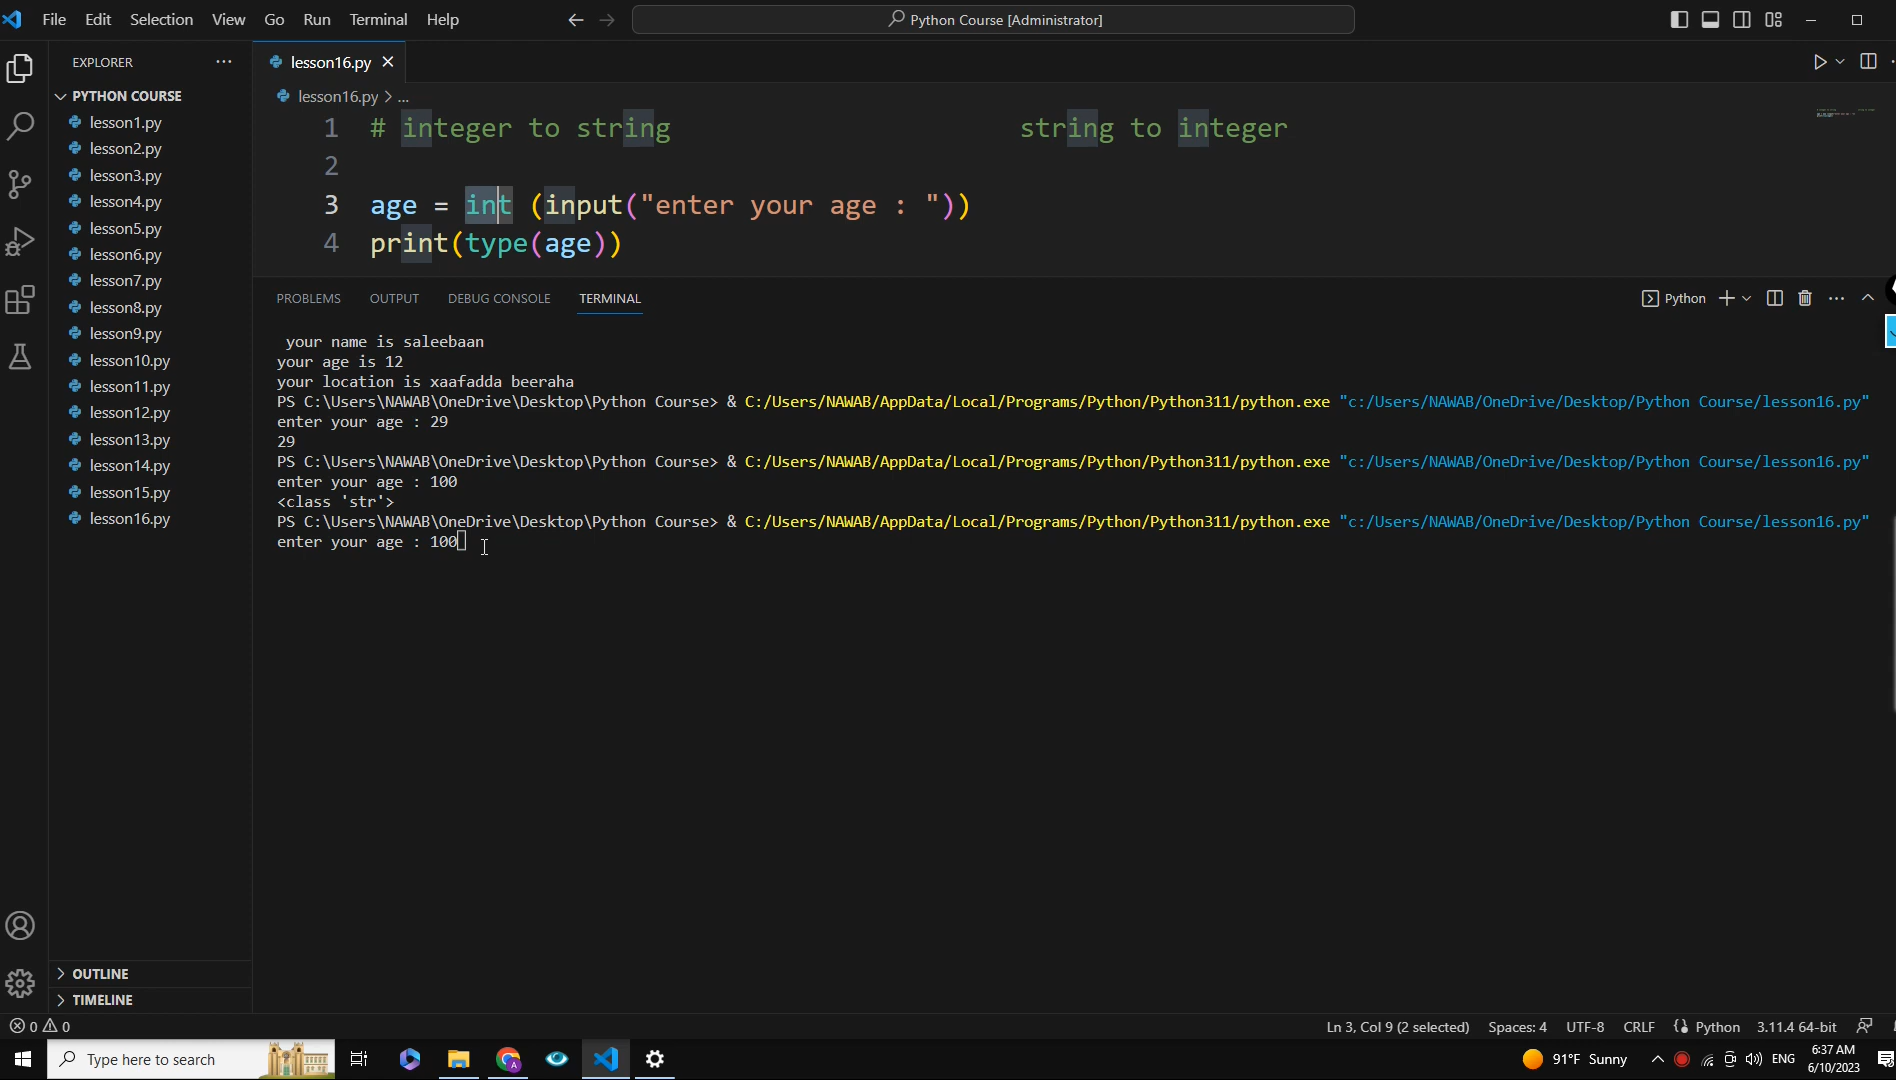 File Edit Selection View Go Run Terminal Help
Python Course [Administrator]
EXPLORER
lesson16.py
PYTHON COURSE
lesson1.py
lesson2.py
lesson3.py
lesson4.py
lesson5.py
lesson6.py
lesson7.py
lesson8.py
lesson9.py
lesson10.py
lesson11.py
lesson12.py
lesson13.py
lesson14.py
lesson15.py
lesson16.py
OUTLINE
TIMELINE
lesson16.py > ...
1 # integer to string string to integer
2
3 age = int (input("enter your age : "))
4 print(type(age))
PROBLEMS OUTPUT DEBUG CONSOLE TERMINAL
Python
your name is saleebaan
your age is 12
your location is xaafadda beeraha
PS C:\Users\NAWAB\OneDrive\Desktop\Python Course> & C:/Users/NAWAB/AppData/Local/Programs/Python/Python311/python.exe "c:/Users/NAWAB/OneDrive/Desktop/Python Course/lesson16.py"
enter your age : 29
29
PS C:\Users\NAWAB\OneDrive\Desktop\Python Course> & C:/Users/NAWAB/AppData/Local/Programs/Python/Python311/python.exe "c:/Users/NAWAB/OneDrive/Desktop/Python Course/lesson16.py"
enter your age : 100
<class 'str'>
PS C:\Users\NAWAB\OneDrive\Desktop\Python Course> & C:/Users/NAWAB/AppData/Local/Programs/Python/Python311/python.exe "c:/Users/NAWAB/OneDrive/Desktop/Python Course/lesson16.py"
enter your age : 100
0 0
Ln 3, Col 9 (2 selected) Spaces: 4 UTF-8 CRLF Python 3.11.4 64-bit
Type here to search
91°F Sunny
ENG
6:37 AM
6/10/2023